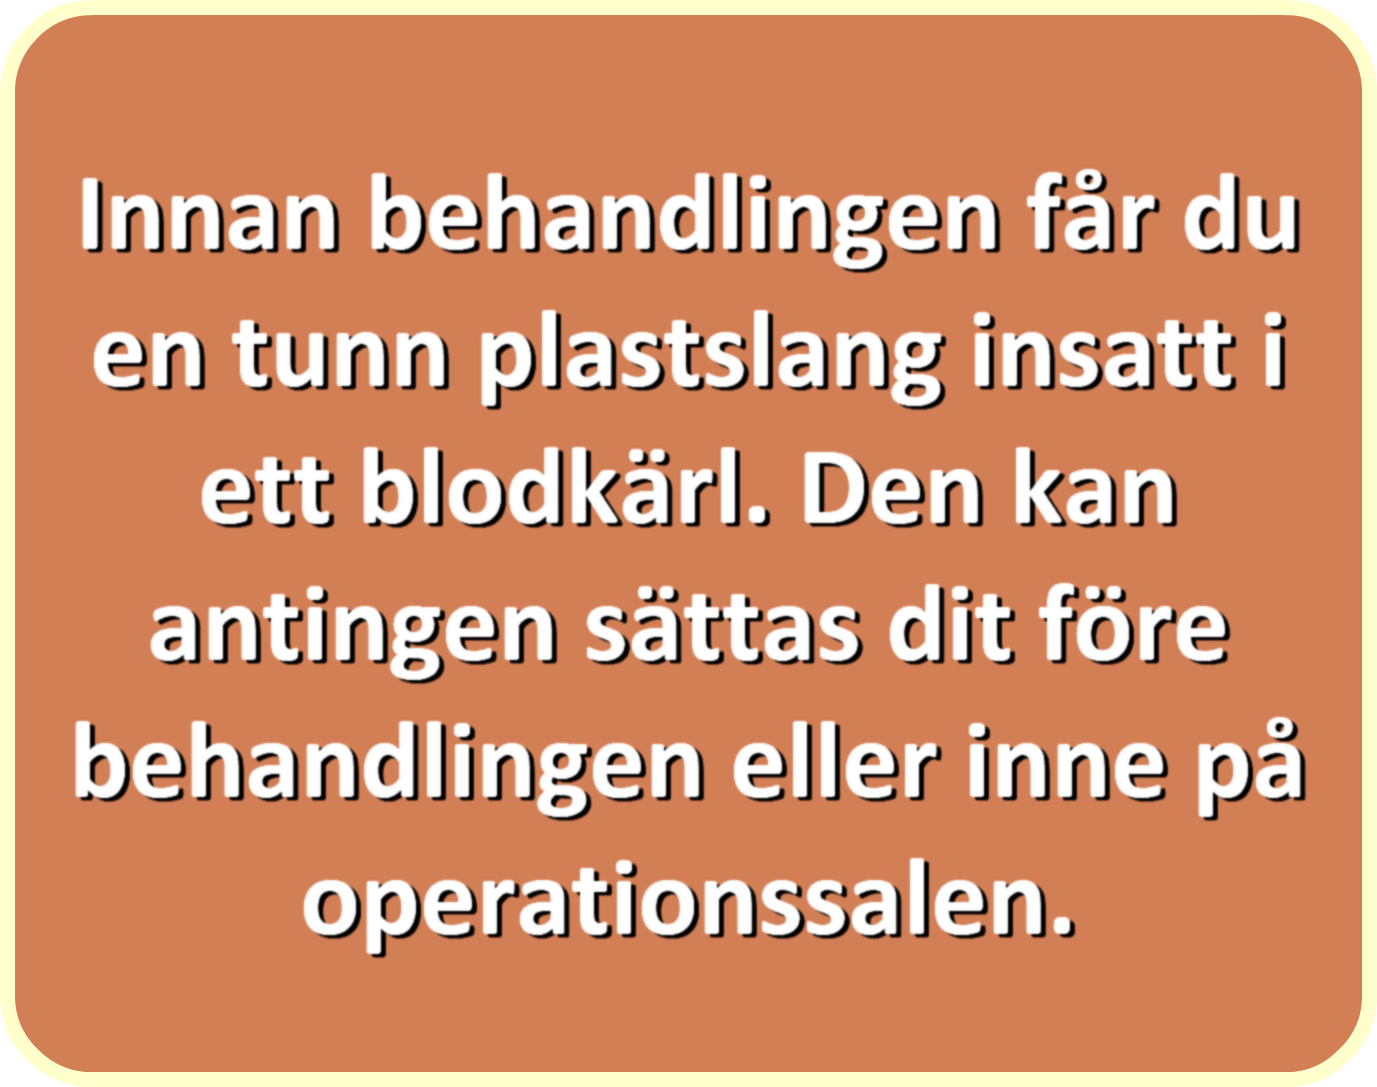 Innan behandlingen får du
en tunn plastslang insatt i
ett blodkärl. Den kan
antingen sättas dit före
behandlingen eller inne på
operationssalen.